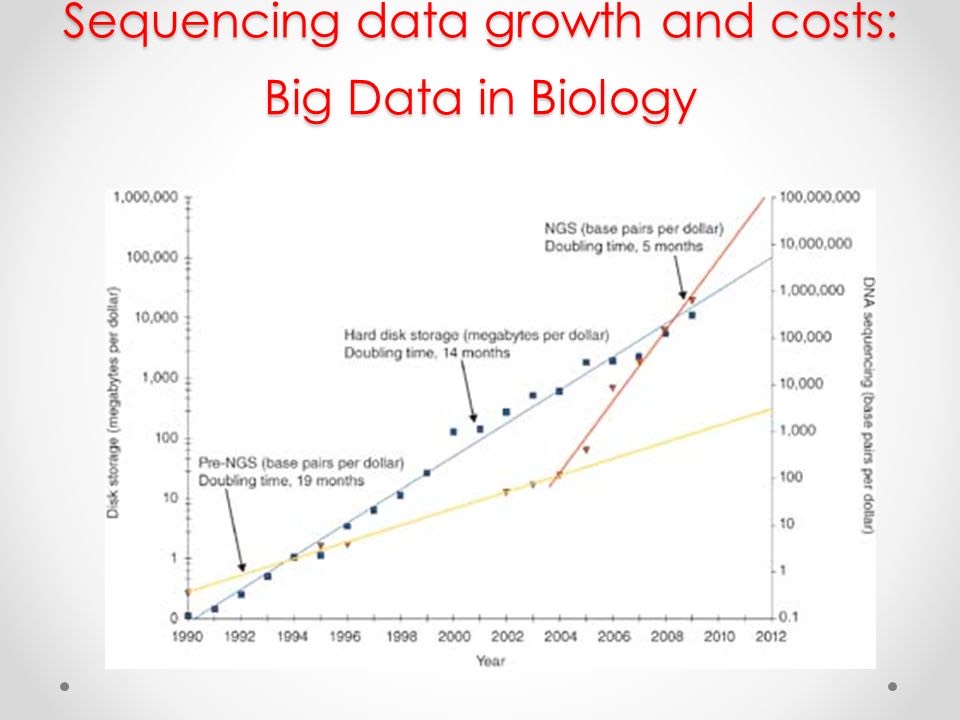 Sequencing data growth and costs:
Big Data in Biology
1,000,000
100,000
10,000
1,000
100
10
1
0
Disk storage (megabytes per dollar)
NGS (base pairs per dollar)
Doubling time, 5 months
Hard disk storage (megabytes per dollar)
Doubling time, 14 months
Pre-NGS (base pairs per dollar)
Doubling time, 19 months
100,000,000
10,000,000
1,000,000
100,000
10,000
1,000
100
10
1
0.1
DNA sequencing (base pairs per dollar)
1990 1992 1994 1996 1998 2000 2002 2004 2006 2008 2010 2012
Year